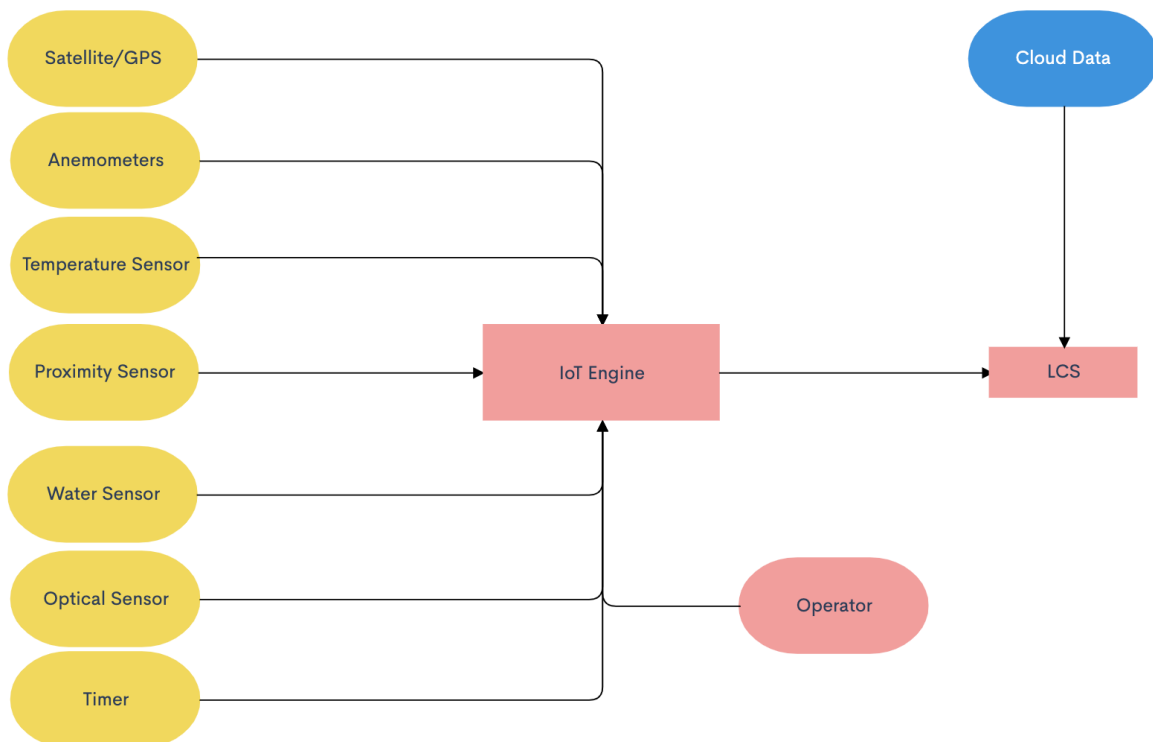 Satellite/GPS
Cloud Data
Anemometers
Temperature Sensor
Proximity Sensor
IoT Engine
LCS
Water Sensor
Optical Sensor
Operator
Timer